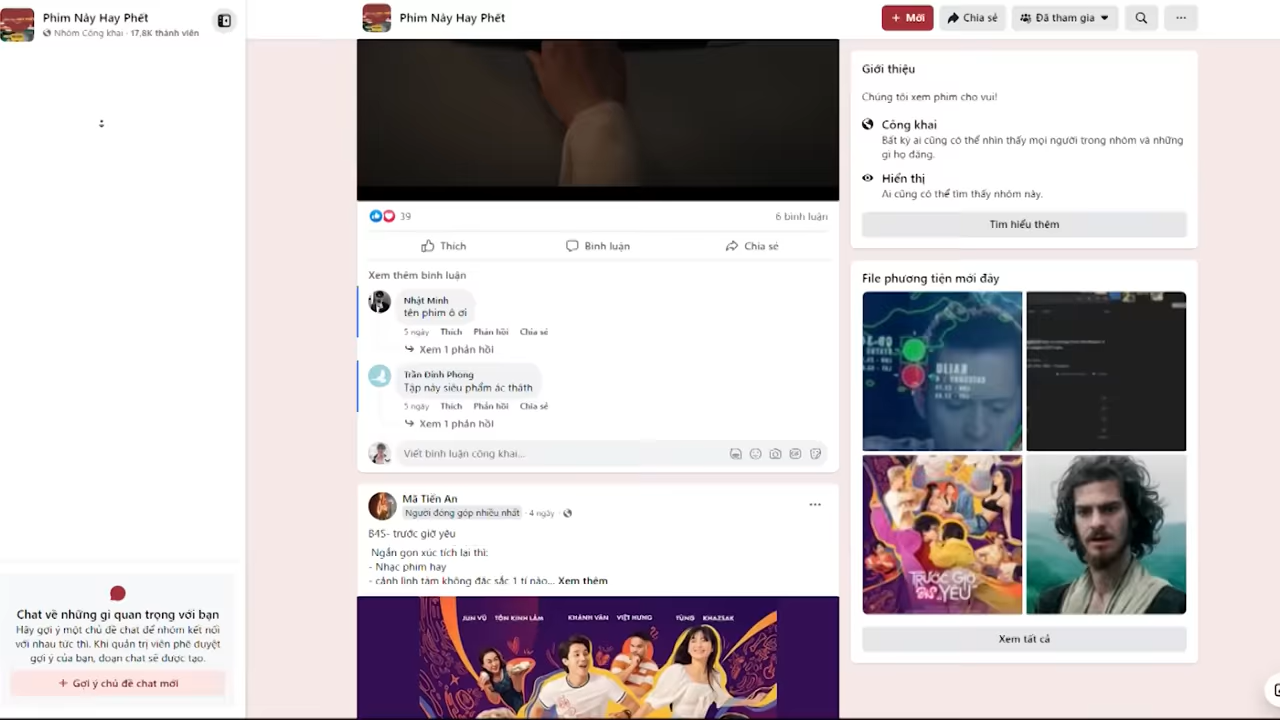 Phim Này Hay Phết
Nhóm Công khai · 17,8K thành viên
Phim Này Hay Phết
+ Mời
Chia sẻ
Đã tham gia
39
6 bình luận
Thích
Bình luận
Chia sẻ
Xem thêm bình luận
Nhật Minh
tên phim ô ơi
5 ngày Thích Phản hồi Chia sẻ
Xem 1 phản hồi
Trần Đình Phong
Tập này siêu phẩm ác thâth
5 ngày Thích Phản hồi Chia sẻ
Xem 1 phản hồi
Viết bình luận công khai...
Mã Tiến An
Người đóng góp nhiều nhất · 4 ngày
B4S- trước giờ yêu
Ngắn gọn xúc tích lại thì:
- Nhạc phim hay
- cảnh linh tâm không đặc sắc 1 tí nào... Xem thêm
JUN VŨ TÔN KINH LÂM KHÁNH VÂN VIỆT HƯNG TÙNG KHAZSAK
Chat về những gì quan trọng với bạn
Hãy gợi ý một chủ đề chat để nhóm kết nối
với nhau tức thì. Khi quản trị viên phê duyệt
gợi ý của bạn, đoạn chat sẽ được tạo.
+ Gợi ý chủ đề chat mới
Giới thiệu
Chúng tôi xem phim cho vui!
Công khai
Bất kỳ ai cũng có thể nhìn thấy mọi người trong nhóm và những
gì họ đăng.
Hiển thị
Ai cũng có thể tìm thấy nhóm này.
Tìm hiểu thêm
File phương tiện mới đây
TRƯỚC GIỜ
YÊU
Xem tất cả